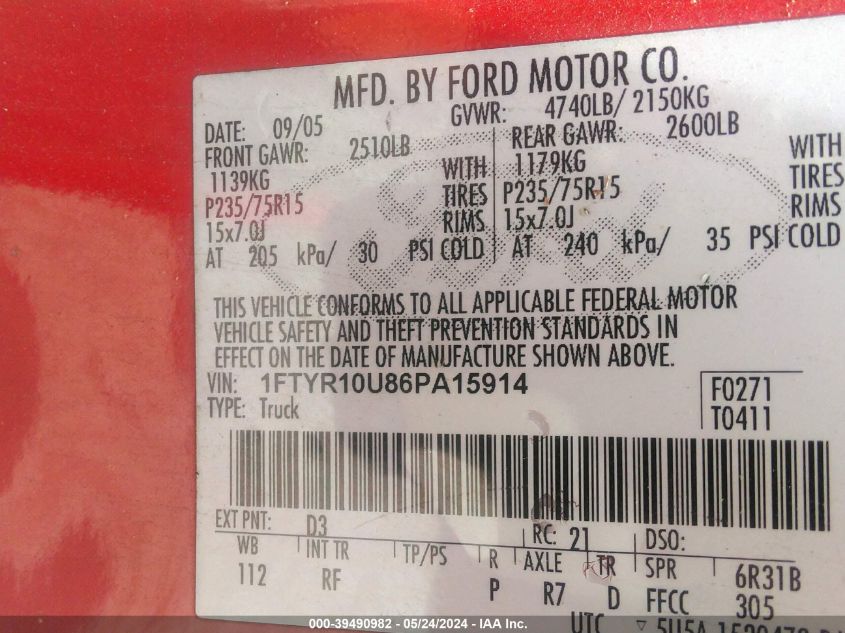 MFD. BY FORD MOTOR CO.
DATE: 09/05 GVWR: 4740LB/ 2150KG
FRONT GAWR: 2510LB REAR GAWR: 2600LB
1139KG WITH 1179KG WITH
P235/75R15 TIRES P235/75R15 TIRES
15x7.0J RIMS 15x7.0J RIMS
AT 205 kPa/ 30 PSI COLD AT 240 kPa/ 35 PSI COLD
THIS VEHICLE CONFORMS TO ALL APPLICABLE FEDERAL MOTOR
VEHICLE SAFETY AND THEFT PREVENTION STANDARDS IN
EFFECT ON THE DATE OF MANUFACTURE SHOWN ABOVE.
VIN: 1FTYR10U86PA15914 F0271
TYPE: Truck T0411
EXT PNT: D3 RC: 21 DSO:
WB INT TR TP/PS R AXLE TR SPR 6R31B
112 RF P R7 D FFCC 305
UTC
000-39490982 - 05/24/2024 - IAA Inc.